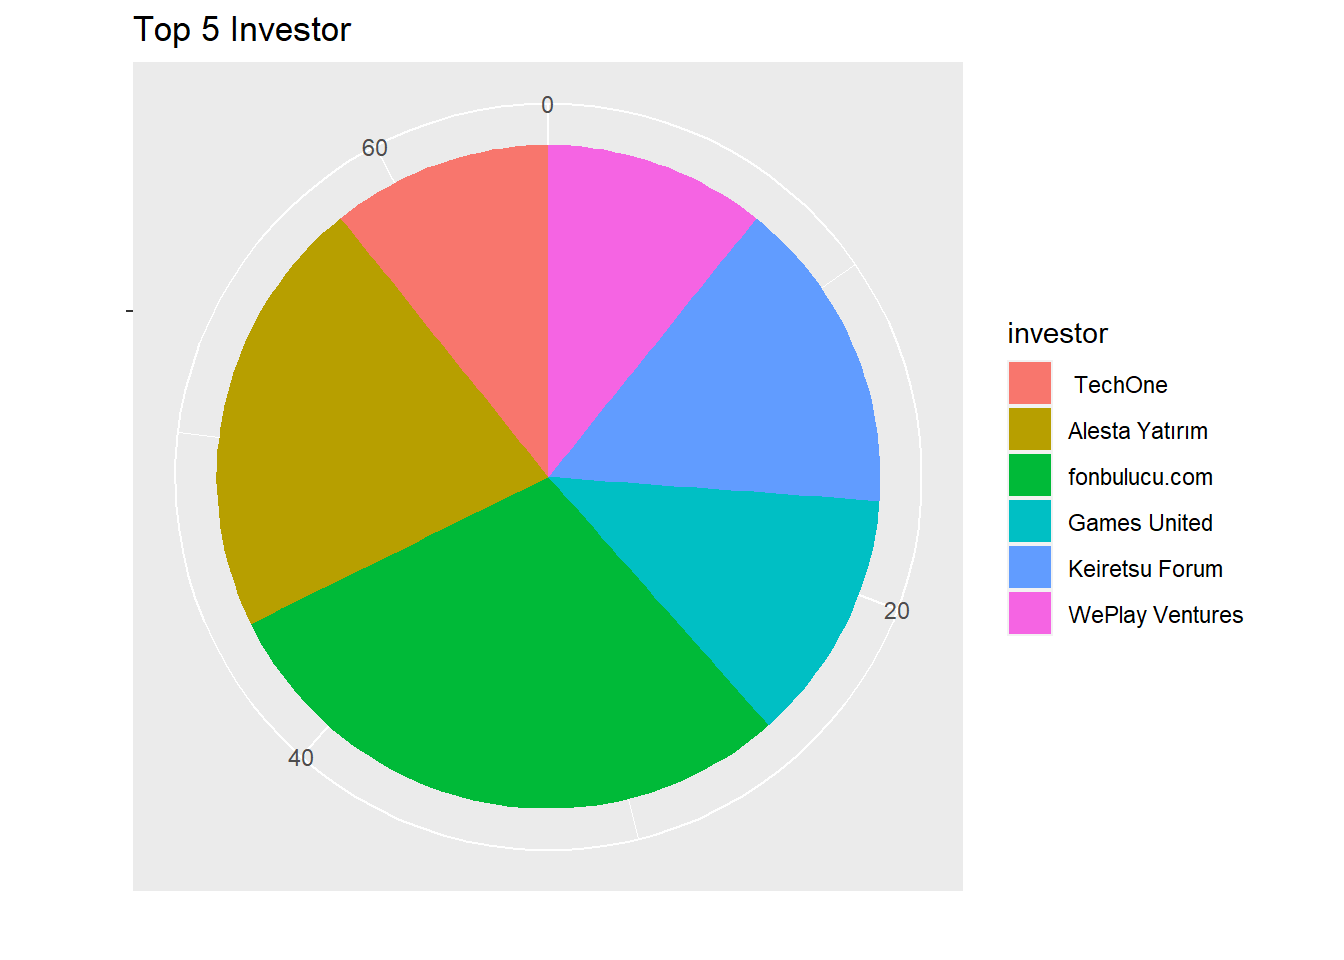 Top 5 Investor
0
60
20
40
investor
TechOne
Alesta Yatırım
fonbulucu.com
Games United
Keiretsu Forum
WePlay Ventures